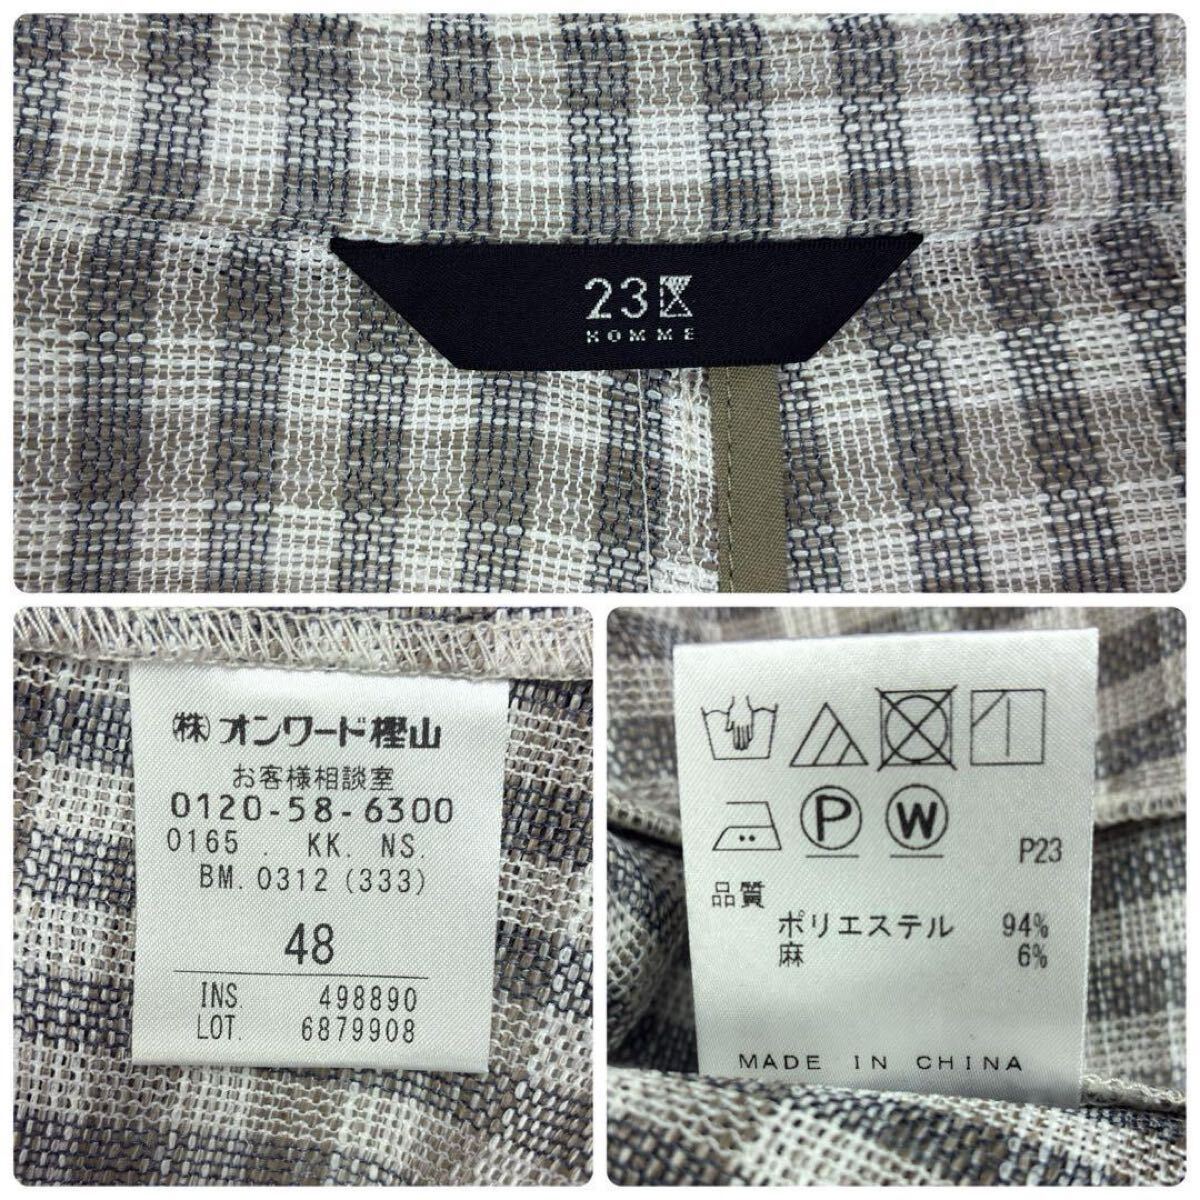 23区
HOMME
㈱オンワード樫山
お客様相談室
0120-58-6300
0165 . KK. NS.
BM. 0312 (333)
48
INS. 498890
LOT. 6879908
P W
P23
品質
ポリエステル 94%
麻 6%
MADE IN CHINA